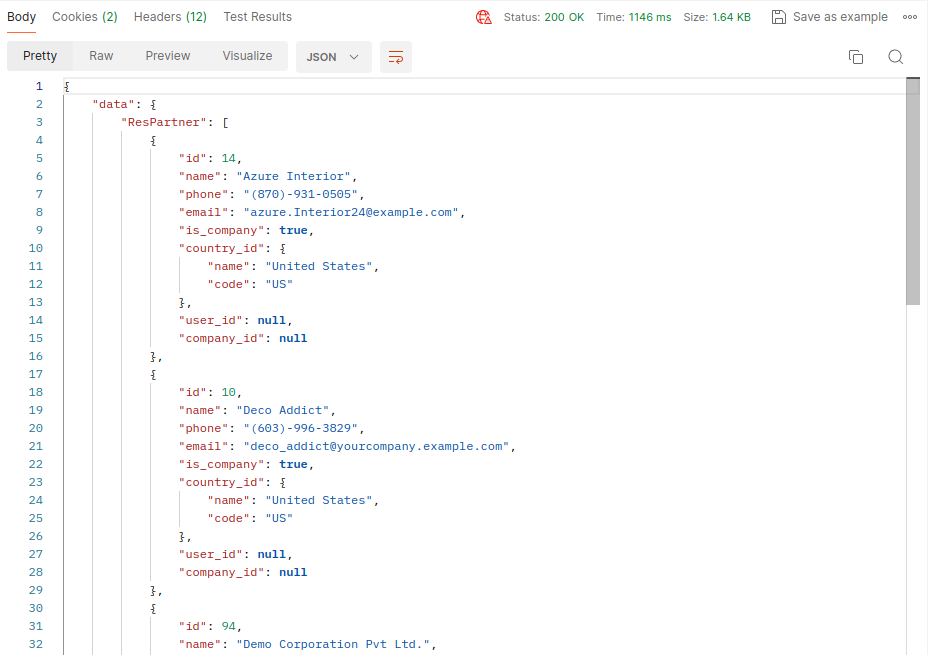 Body Cookies (2) Headers (12) Test Results Status: 200 OK Time: 1146 ms Size: 1.64 KB Save as example
Pretty Raw Preview Visualize JSON
1 {
2 "data": {
3 "ResPartner": [
4 {
5 "id": 14,
6 "name": "Azure Interior",
7 "phone": "(870)-931-0505",
8 "email": "azure.Interior24@example.com",
9 "is_company": true,
10 "country_id": {
11 "name": "United States",
12 "code": "US"
13 },
14 "user_id": null,
15 "company_id": null
16 },
17 {
18 "id": 10,
19 "name": "Deco Addict",
20 "phone": "(603)-996-3829",
21 "email": "deco_addict@yourcompany.example.com",
22 "is_company": true,
23 "country_id": {
24 "name": "United States",
25 "code": "US"
26 },
27 "user_id": null,
28 "company_id": null
29 },
30 {
31 "id": 94,
32 "name": "Demo Corporation Pvt Ltd.",